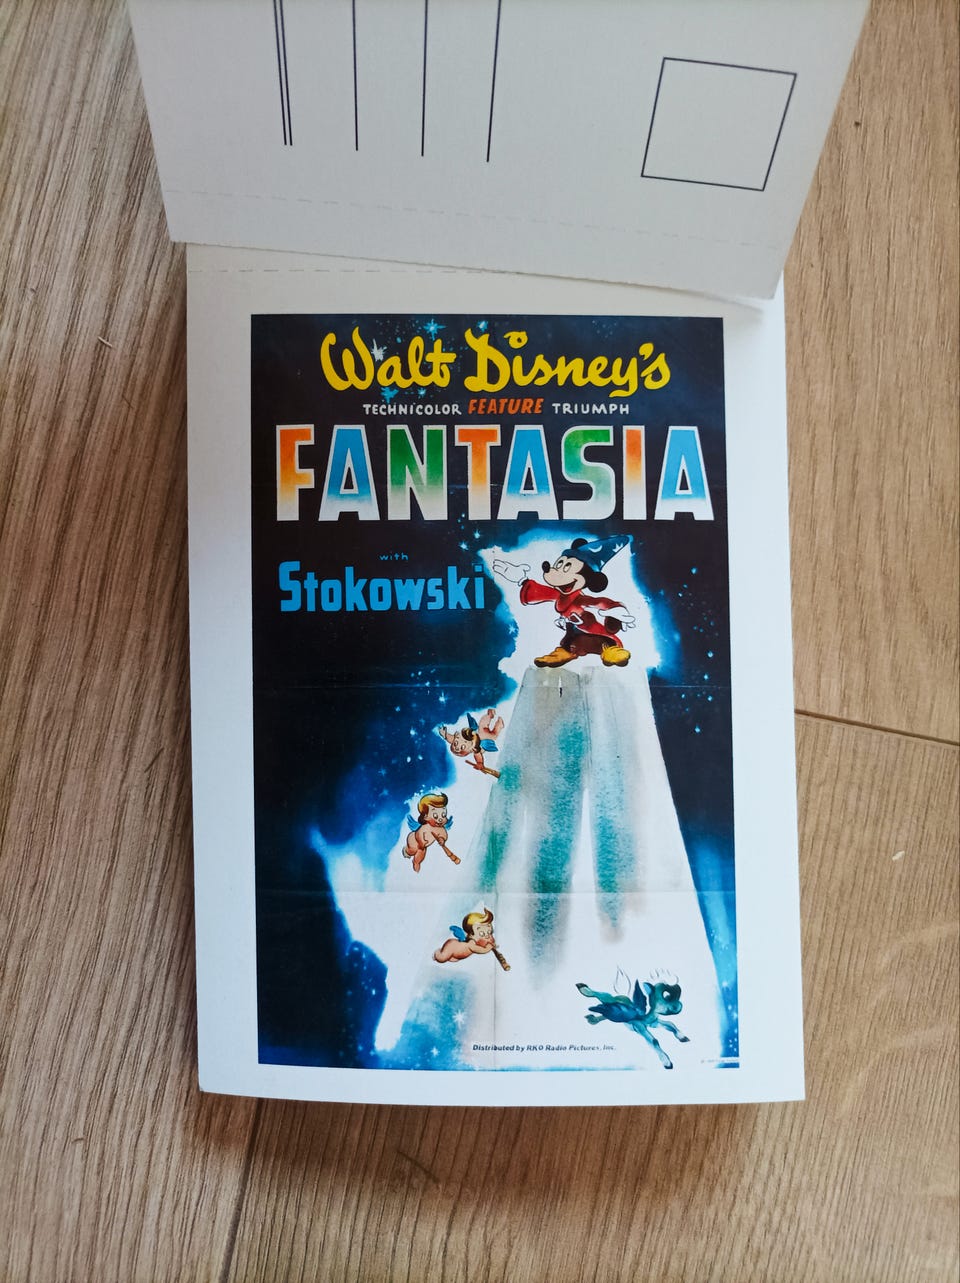 Walt Disney's
TECHNICOLOR FEATURE TRIUMPH
FANTASIA
with
Stokowski
Distributed by RKO Radio Pictures, Inc.